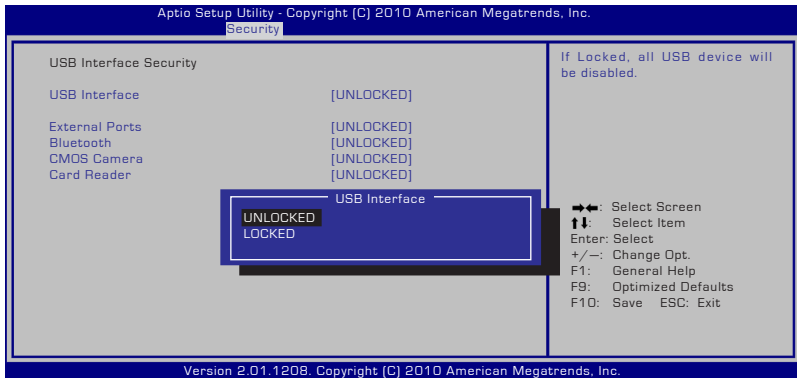 Aptio Setup Utility - Copyright (C) 2010 American Megatrends, Inc.
Security
USB Interface Security
USB Interface [UNLOCKED]
External Ports [UNLOCKED]
Bluetooth [UNLOCKED]
CMOS Camera [UNLOCKED]
Card Reader [UNLOCKED]
USB Interface
UNLOCKED
LOCKED
If Locked, all USB device will
be disabled.
→←: Select Screen
↑↓: Select Item
Enter: Select
+/—: Change Opt.
F1: General Help
F9: Optimized Defaults
F10: Save ESC: Exit
Version 2.01.1208. Copyright (C) 2010 American Megatrends, Inc.